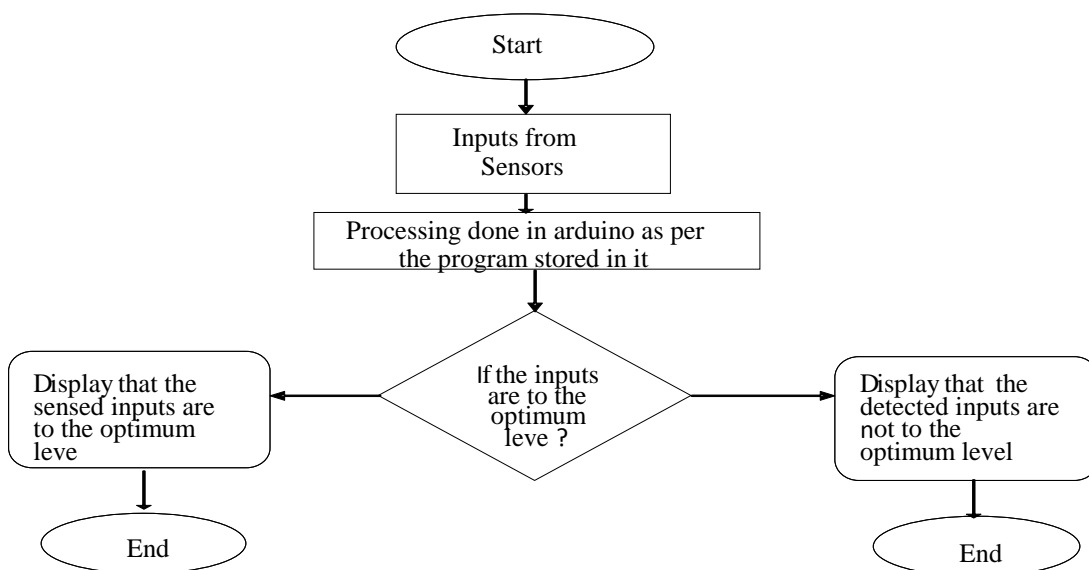 Start
Inputs from
Sensors
Processing done in arduino as per
the program stored in it
If the inputs
are to the
optimum
leve ?
Display that the
sensed inputs are
to the optimum
leve
Display that the
detected inputs are
not to the
optimum level
End
End